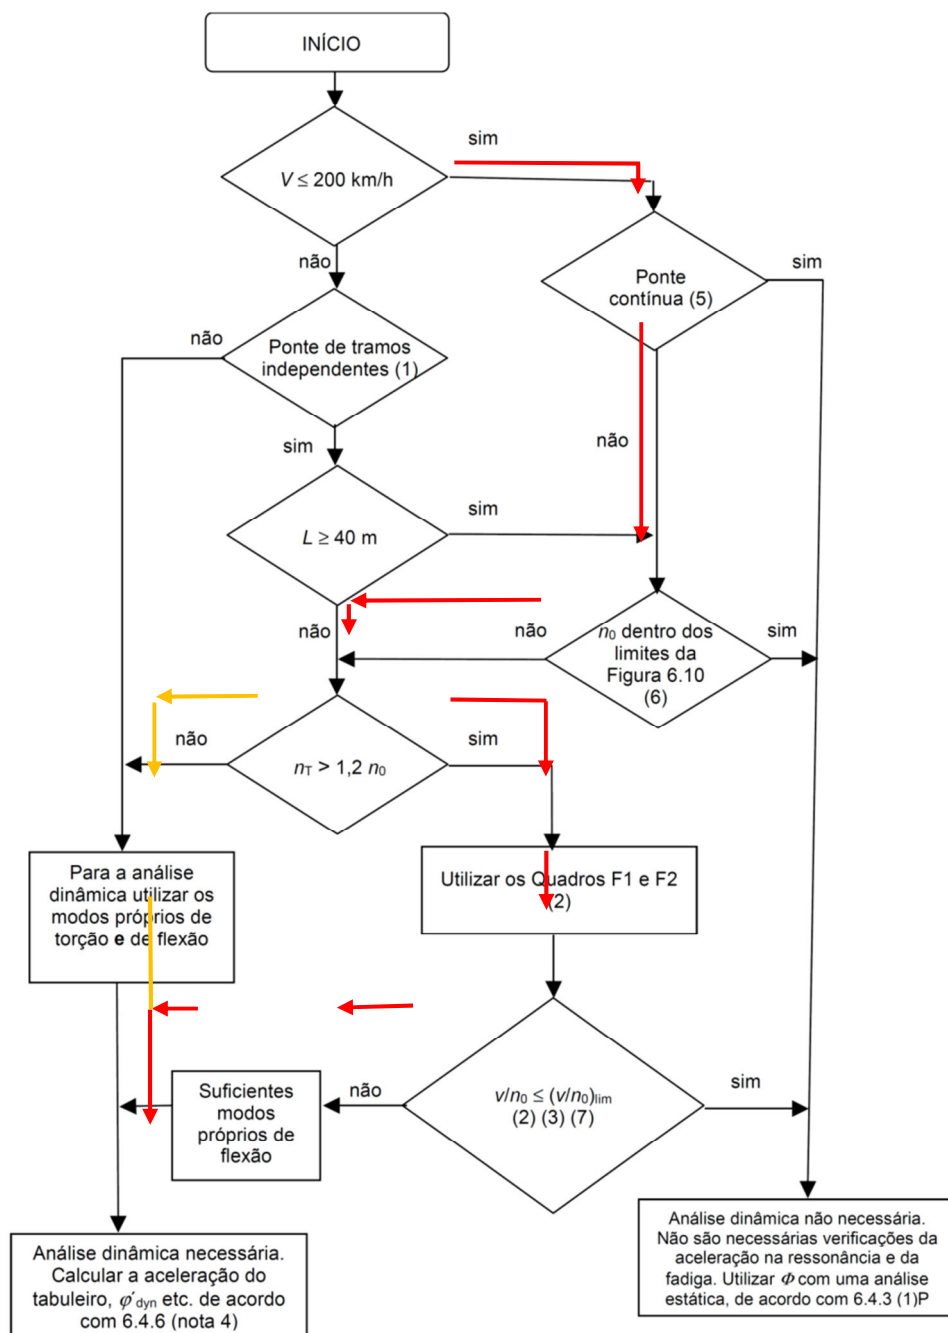 INÍCIO
sim
V ≤ 200 km/h
não
sim
Ponte
contínua (5)
não
Ponte de tramos
independentes (1)
não
sim
sim
L ≥ 40 m
não
não
n0 dentro dos
limites da
Figura 6.10
(6)
sim
não
sim
nT > 1,2 n0
Para a análise
dinâmica utilizar os
modos próprios de
torção e de flexão
Utilizar os Quadros F1 e F2
(2)
Suficientes
modos
próprios de
flexão
não
v/n0 ≤ (v/n0)lim
(2) (3) (7)
sim
Análise dinâmica necessária.
Calcular a aceleração do
tabuleiro, φ′dyn etc. de acordo
com 6.4.6 (nota 4)
Análise dinâmica não necessária.
Não são necessárias verificações da
aceleração na ressonância e da
fadiga. Utilizar Φ com uma análise
estática, de acordo com 6.4.3 (1)P